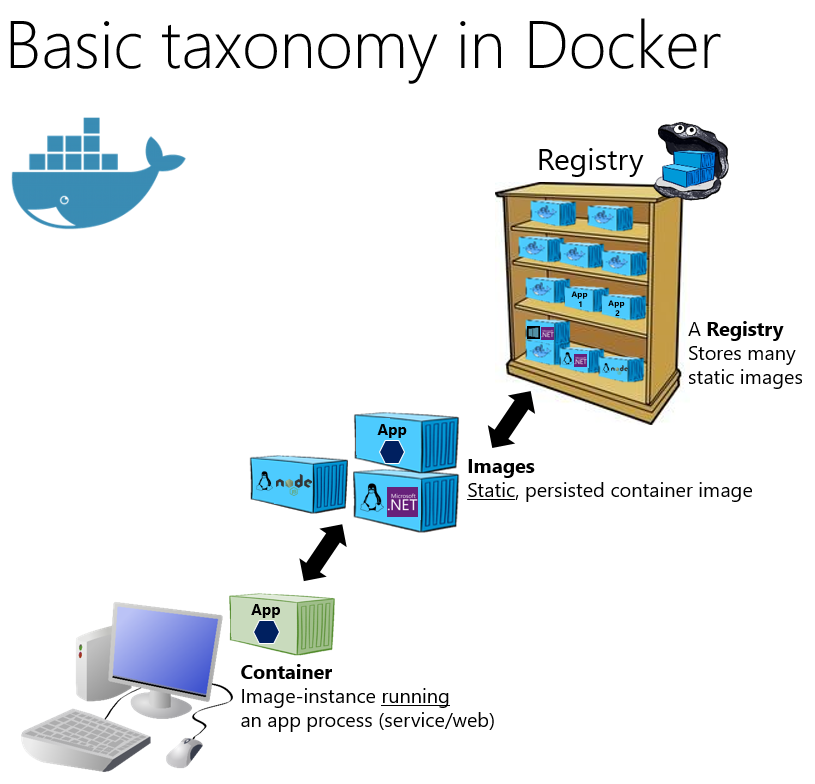 Basic taxonomy in Docker
Registry
App
1
App
2
.NET
.NET
node
A Registry
Stores many
static images
App
node
Microsoft
.NET
Images
Static, persisted container image
App
Container
Image-instance running
an app process (service/web)